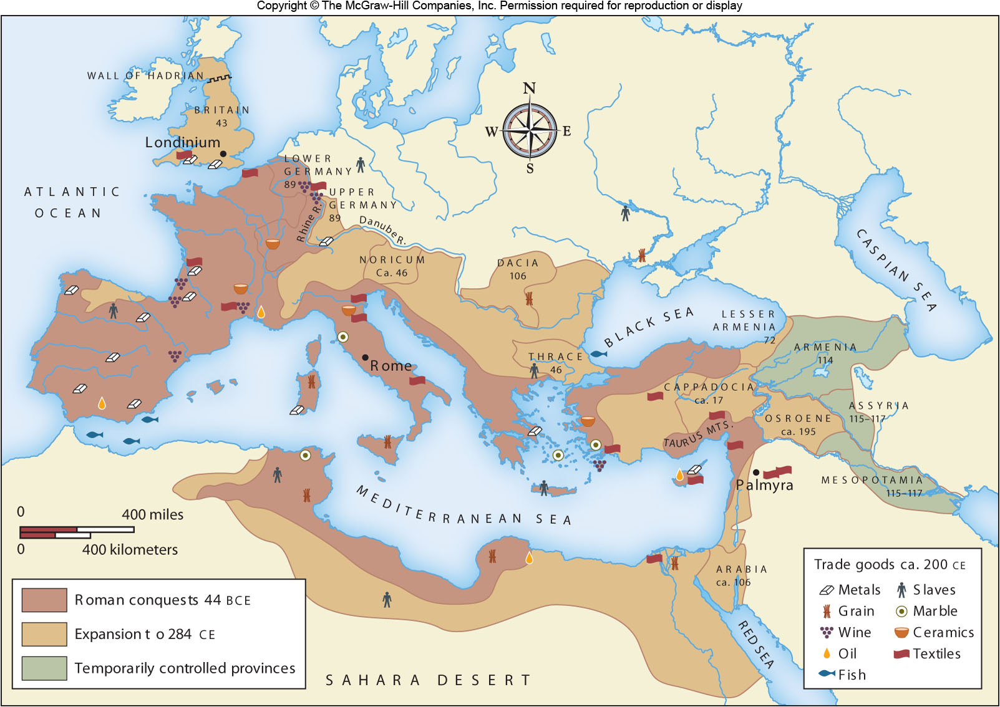 Copyright © The McGraw-Hill Companies, Inc. Permission required for reproduction or display
WALL OF HADRIAN
BRITAIN
43
Londinium
ATLANTIC
OCEAN
LOWER
GERMANY
89
UPPER
GERMANY
89
Rhine R.
Danube R.
NORICUM
Ca. 46
DACIA
106
N
W
E
S
CASPIAN SEA
BLACK SEA
LESSER
ARMENIA
72
ARMENIA
114
THRACE
46
Rome
CAPPADOCIA
ca. 17
ASSYRIA
115–117
OSROENE
ca. 195
TAURUS MTS.
Palmyra
MESOPOTAMIA
115–117
MEDITERRANEAN SEA
0
400 miles
0
400 kilometers
ARABIA
ca. 106
RED SEA
SAHARA DESERT
Roman conquests 44 BCE
Expansion t o 284 CE
Temporarily controlled provinces
Trade goods ca. 200 CE
Metals
Slaves
Grain
Marble
Wine
Ceramics
Oil
Textiles
Fish